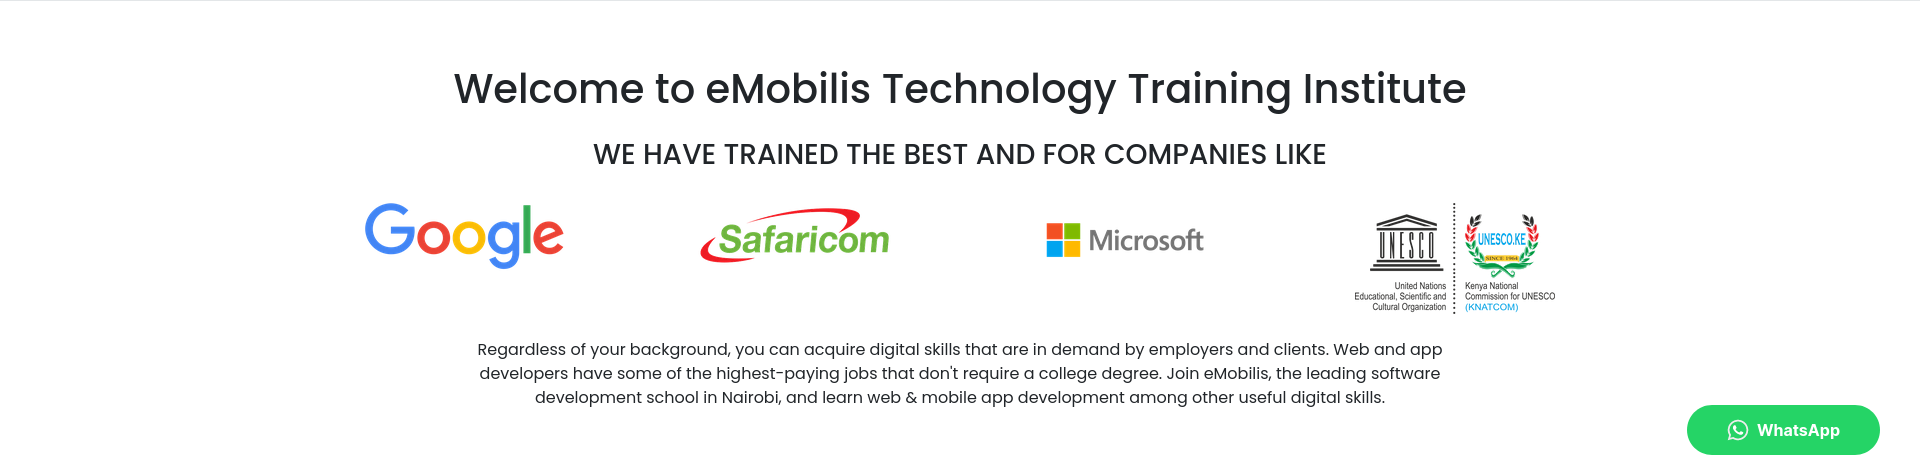 Welcome to eMobilis Technology Training Institute
WE HAVE TRAINED THE BEST AND FOR COMPANIES LIKE
Google
Safaricom
Microsoft
UNESCO
United Nations
Educational, Scientific and
Cultural Organization
UNESCO.KE
SINCE 1964
Kenya National
Commission for UNESCO
(KNATCOM)
Regardless of your background, you can acquire digital skills that are in demand by employers and clients. Web and app
developers have some of the highest-paying jobs that don't require a college degree. Join eMobilis, the leading software
development school in Nairobi, and learn web & mobile app development among other useful digital skills.
WhatsApp